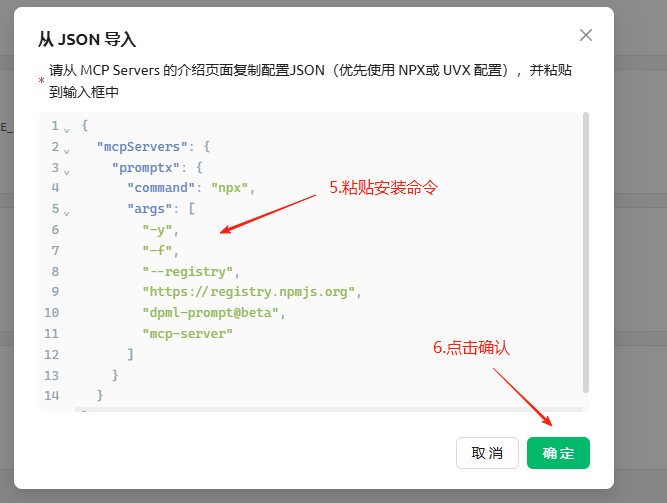 从 JSON 导入
* 请从 MCP Servers 的介绍页面复制配置JSON（优先使用 NPX或 UVX 配置），并粘贴
到输入框中
E_
1 {
2 "mcpServers": {
3 "promptx": {
4 "command": "npx",
5 "args": [
6 "-y",
7 "-f",
8 "--registry",
9 "https://registry.npmjs.org",
10 "dpml-prompt@beta",
11 "mcp-server"
12 ]
13 }
14 }
5.粘贴安装命令
6.点击确认
取消
确定